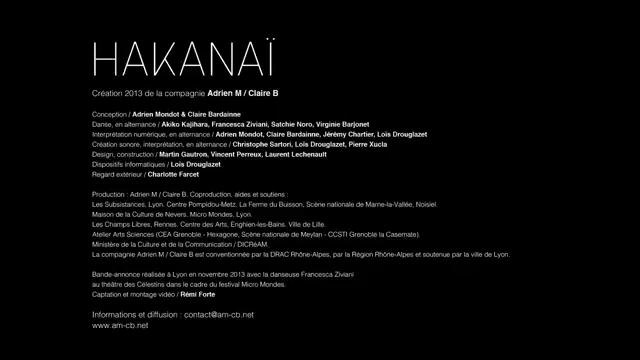 HAKANAÏ
Création 2013 de la compagnie Adrien M / Claire B
Conception / Adrien Mondot & Claire Bardainne
Danse, en alternance / Akiko Kajihara, Francesca Ziviani, Satchie Noro, Virginie Barjonet
Interprétation numérique, en alternance / Adrien Mondot, Claire Bardainne, Jérémy Chartier, Loïs Drouglazet
Création sonore, interprétation, en alternance / Christophe Sartori, Loïs Drouglazet, Pierre Xucla
Design, construction / Martin Gautron, Vincent Perreux, Laurent Lechenault
Dispositifs informatiques / Loïs Drouglazet
Regard extérieur / Charlotte Farcet
Production : Adrien M / Claire B. Coproduction, aides et soutiens :
Les Subsistances, Lyon. Centre Pompidou-Metz. La Ferme du Buisson, Scène nationale de Marne-la-Vallée, Noisiel.
Maison de la Culture de Nevers. Micro Mondes, Lyon.
Les Champs Libres, Rennes. Centre des Arts, Enghien-les-Bains. Ville de Lille.
Atelier Arts Sciences (CEA Grenoble - Hexagone, Scène nationale de Meylan - CCSTI Grenoble la Casemate).
Ministère de la Culture et de la Communication / DICRéAM.
La compagnie Adrien M / Claire B est conventionnée par la DRAC Rhône-Alpes, par la Région Rhône-Alpes et soutenue par la ville de Lyon.
Bande-annonce réalisée à Lyon en novembre 2013 avec la danseuse Francesca Ziviani
au théâtre des Célestins dans le cadre du festival Micro Mondes.
Captation et montage vidéo / Rémi Forte
Informations et diffusion : contact@am-cb.net
www.am-cb.net